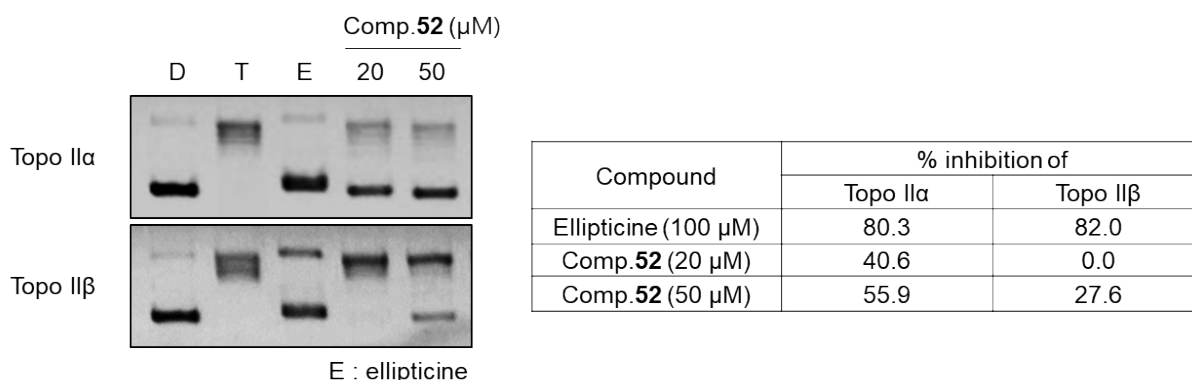 Comp.52 (μM)
D T E 20 50
Topo IIα
Topo IIβ
E : ellipticine
Compound % inhibition of
Topo IIα Topo IIβ
Ellipticine (100 μM) 80.3 82.0
Comp.52 (20 μM) 40.6 0.0
Comp.52 (50 μM) 55.9 27.6